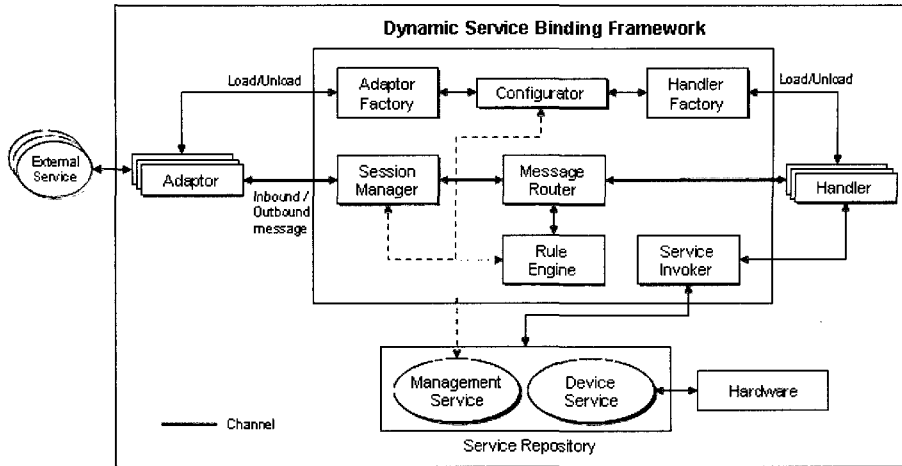 Dynamic Service Binding Framework
Load/Unload
Adaptor
Factory
Configurator
Handler
Factory
Load/Unload
External
Service
Adaptor
Inbound /
Outbound
message
Session
Manager
Message
Router
Handler
Rule
Engine
Service
Invoker
Management
Service
Device
Service
Hardware
Channel
Service Repository